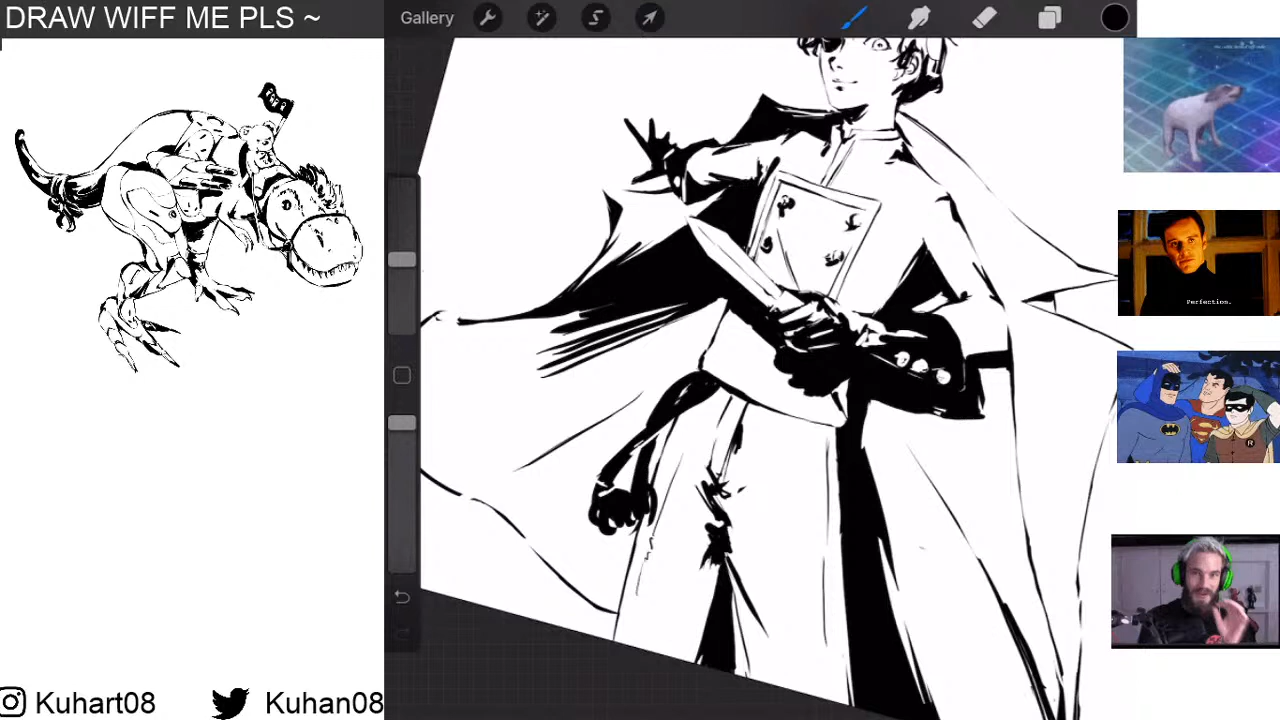 DRAW WIFF ME PLS ~
Gallery
Perfection.
Kuhart08
Kuhan08